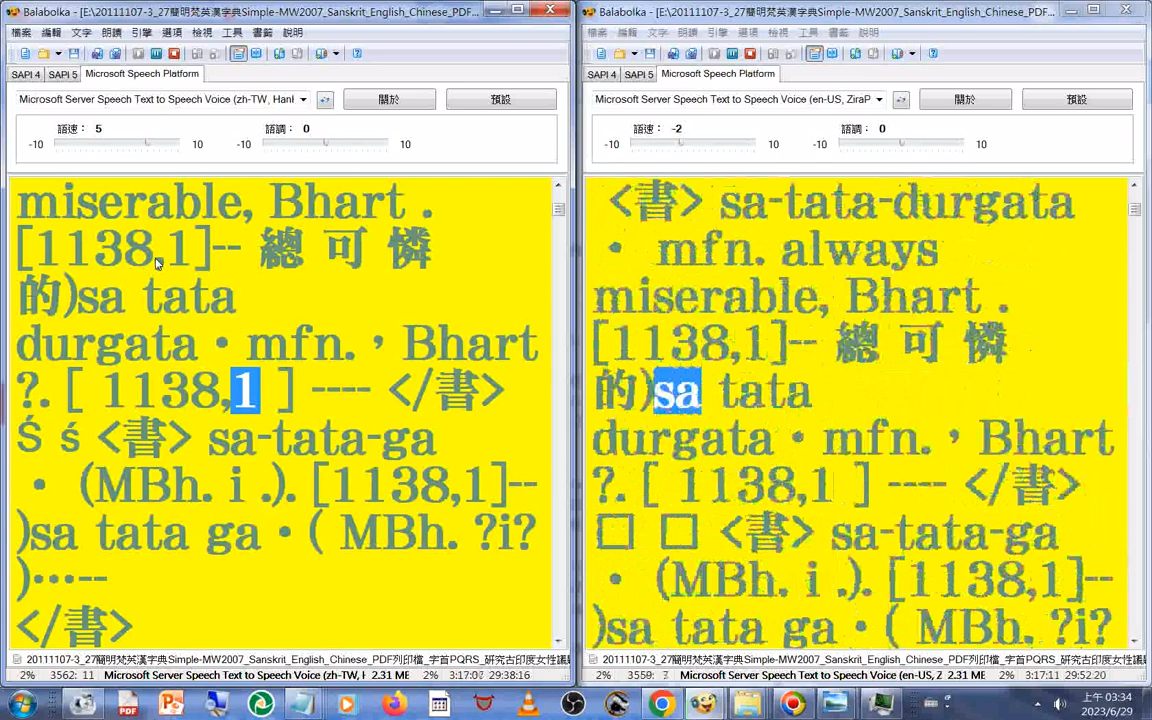 Balabolka - [E:\20111107-3_27簡明梵英漢字典Simple-MW2007_Sanskrit_English_Chinese_PDF...
檔案 編輯 文字 朗讀 引擎 選項 檢視 工具 書籤 說明
SAPI 4 SAPI 5 Microsoft Speech Platform
Microsoft Server Speech Text to Speech Voice (zh-TW, Hanl
關於 預設
語速: 5 語調: 0
-10 10 -10 10
miserable, Bhart .
[1138,1]-- 總 可 憐
的)sa tata
durgata · mfn. , Bhart
?. [ 1138,1 ] ---- </書>
Ś ś <書> sa-tata-ga
· (MBh. i .). [1138,1]--
)sa tata ga · ( MBh. ?i?
)···--
</書>
20111107-3_27簡明梵英漢字典Simple-MW2007_Sanskrit_English_Chinese_PDF列印檔_字首PQRS_研究古印度女性議
2% 3562: 11 Microsoft Server Speech Text to Speech Voice (zh-TW, H 2.31 MB 2% 3:17:07 29:38:16
Balabolka - [E:\20111107-3_27簡明梵英漢字典Simple-MW2007_Sanskrit_English_Chinese_PDF...
檔案 編輯 文字 朗讀 引擎 選項 檢視 工具 書籤 說明
SAPI 4 SAPI 5 Microsoft Speech Platform
Microsoft Server Speech Text to Speech Voice (en-US, ZiraP
關於 預設
語速: -2 語調: 0
-10 10 -10 10
<書> sa-tata-durgata
· mfn. always
miserable, Bhart .
[1138,1]-- 總 可 憐
的)sa tata
durgata · mfn. , Bhart
?. [ 1138,1 ] ---- </書>
□ □ <書> sa-tata-ga
· (MBh. i .). [1138,1]--
)sa tata ga · ( MBh. ?i?
20111107-3_27簡明梵英漢字典Simple-MW2007_Sanskrit_English_Chinese_PDF列印檔_字首PQRS_研究古印度女性議
2% 3559: 7 Microsoft Server Speech Text to Speech Voice (en-US, Z 2.31 MB 2% 3:17:11 29:52:20
上午 03:34
2023/6/29